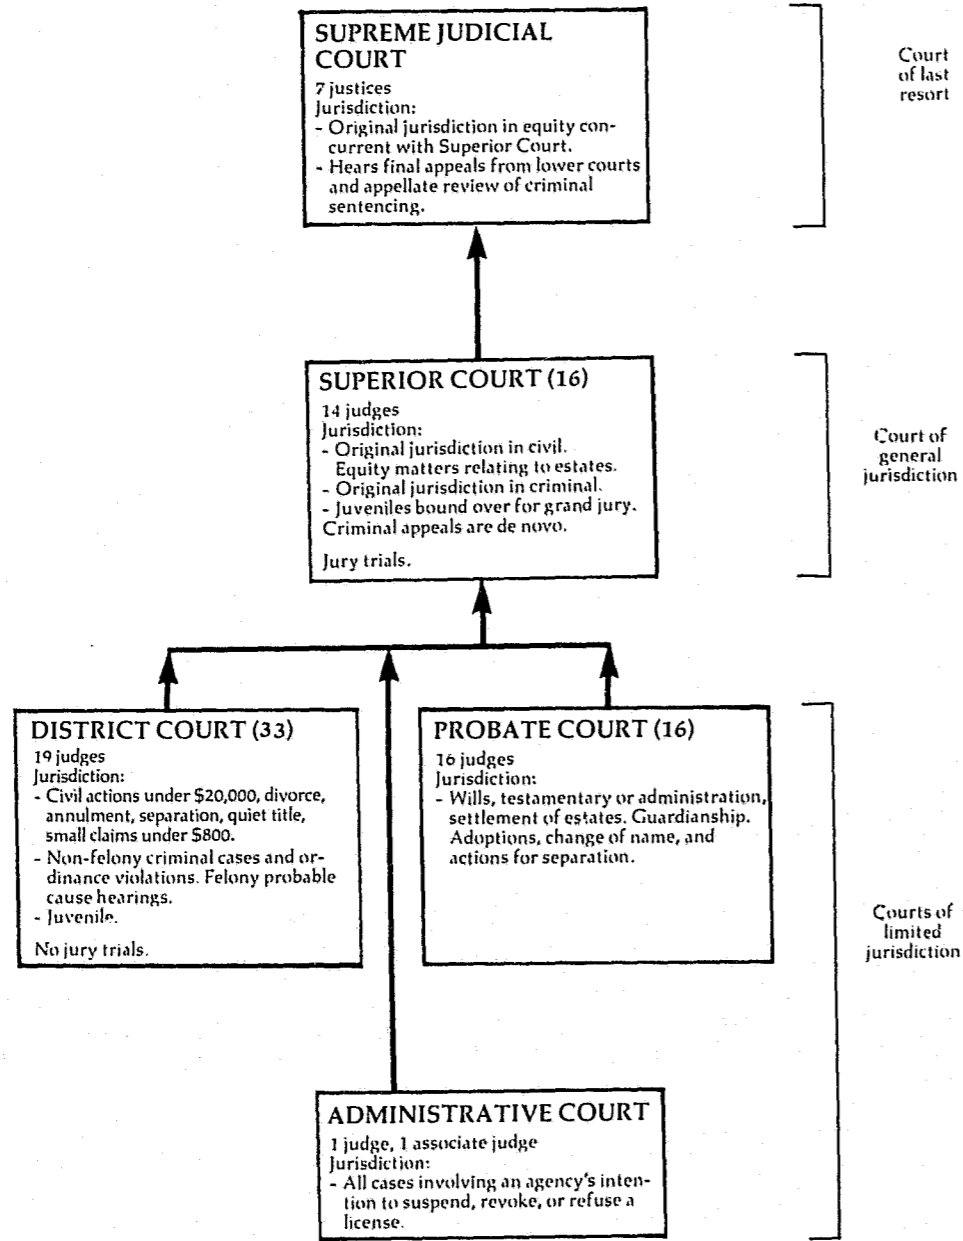 SUPREME JUDICIAL
COURT
7 justices
Jurisdiction:
- Original jurisdiction in equity con-
current with Superior Court.
- Hears final appeals from lower courts
and appellate review of criminal
sentencing.
Court
of last
resort
SUPERIOR COURT (16)
14 judges
Jurisdiction:
- Original jurisdiction in civil.
Equity matters relating to estates.
- Original jurisdiction in criminal.
- Juveniles bound over for grand jury.
Criminal appeals are de novo.
Jury trials.
Court of
general
jurisdiction
DISTRICT COURT (33)
19 judges
Jurisdiction:
- Civil actions under $20,000, divorce,
annulment, separation, quiet title,
small claims under $800.
- Non-felony criminal cases and or-
dinance violations. Felony probable
cause hearings.
- Juvenile.
No jury trials.
PROBATE COURT (16)
16 judges
Jurisdiction:
- Wills, testamentary or administration,
settlement of estates. Guardianship.
Adoptions, change of name, and
actions for separation.
Courts of
limited
jurisdiction
ADMINISTRATIVE COURT
1 judge, 1 associate judge
Jurisdiction:
- All cases involving an agency's inten-
tion to suspend, revoke, or refuse a
license.